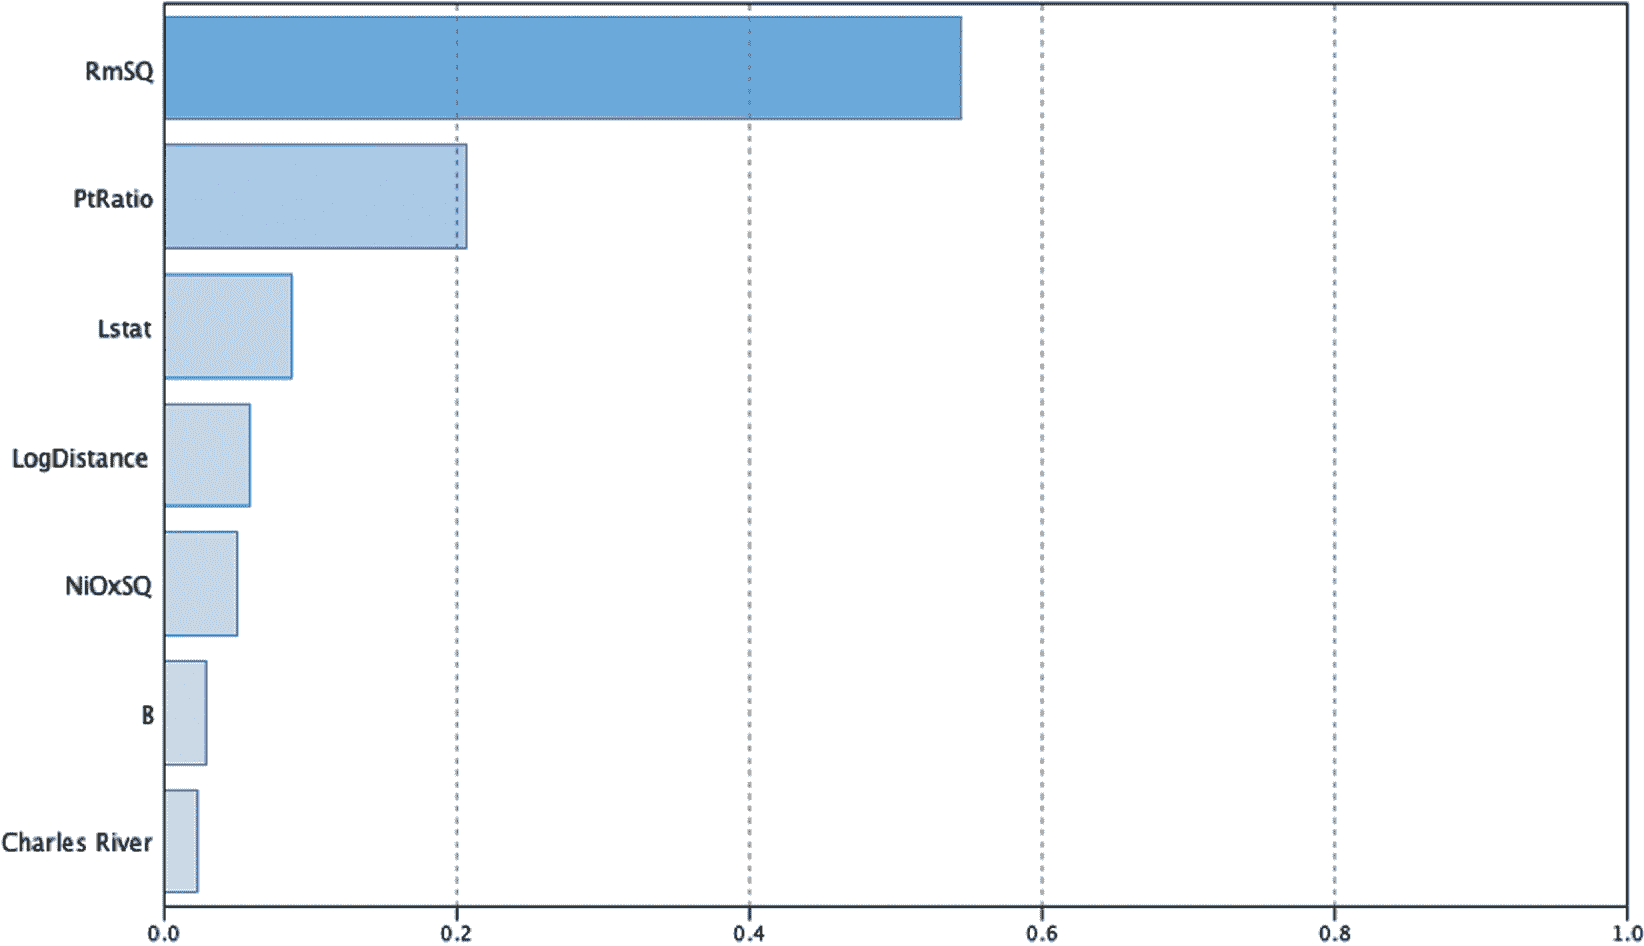 RmSQ
PtRatio
Lstat
LogDistance
NiOxSQ
B
Charles River
0.0 0.2 0.4 0.6 0.8 1.0